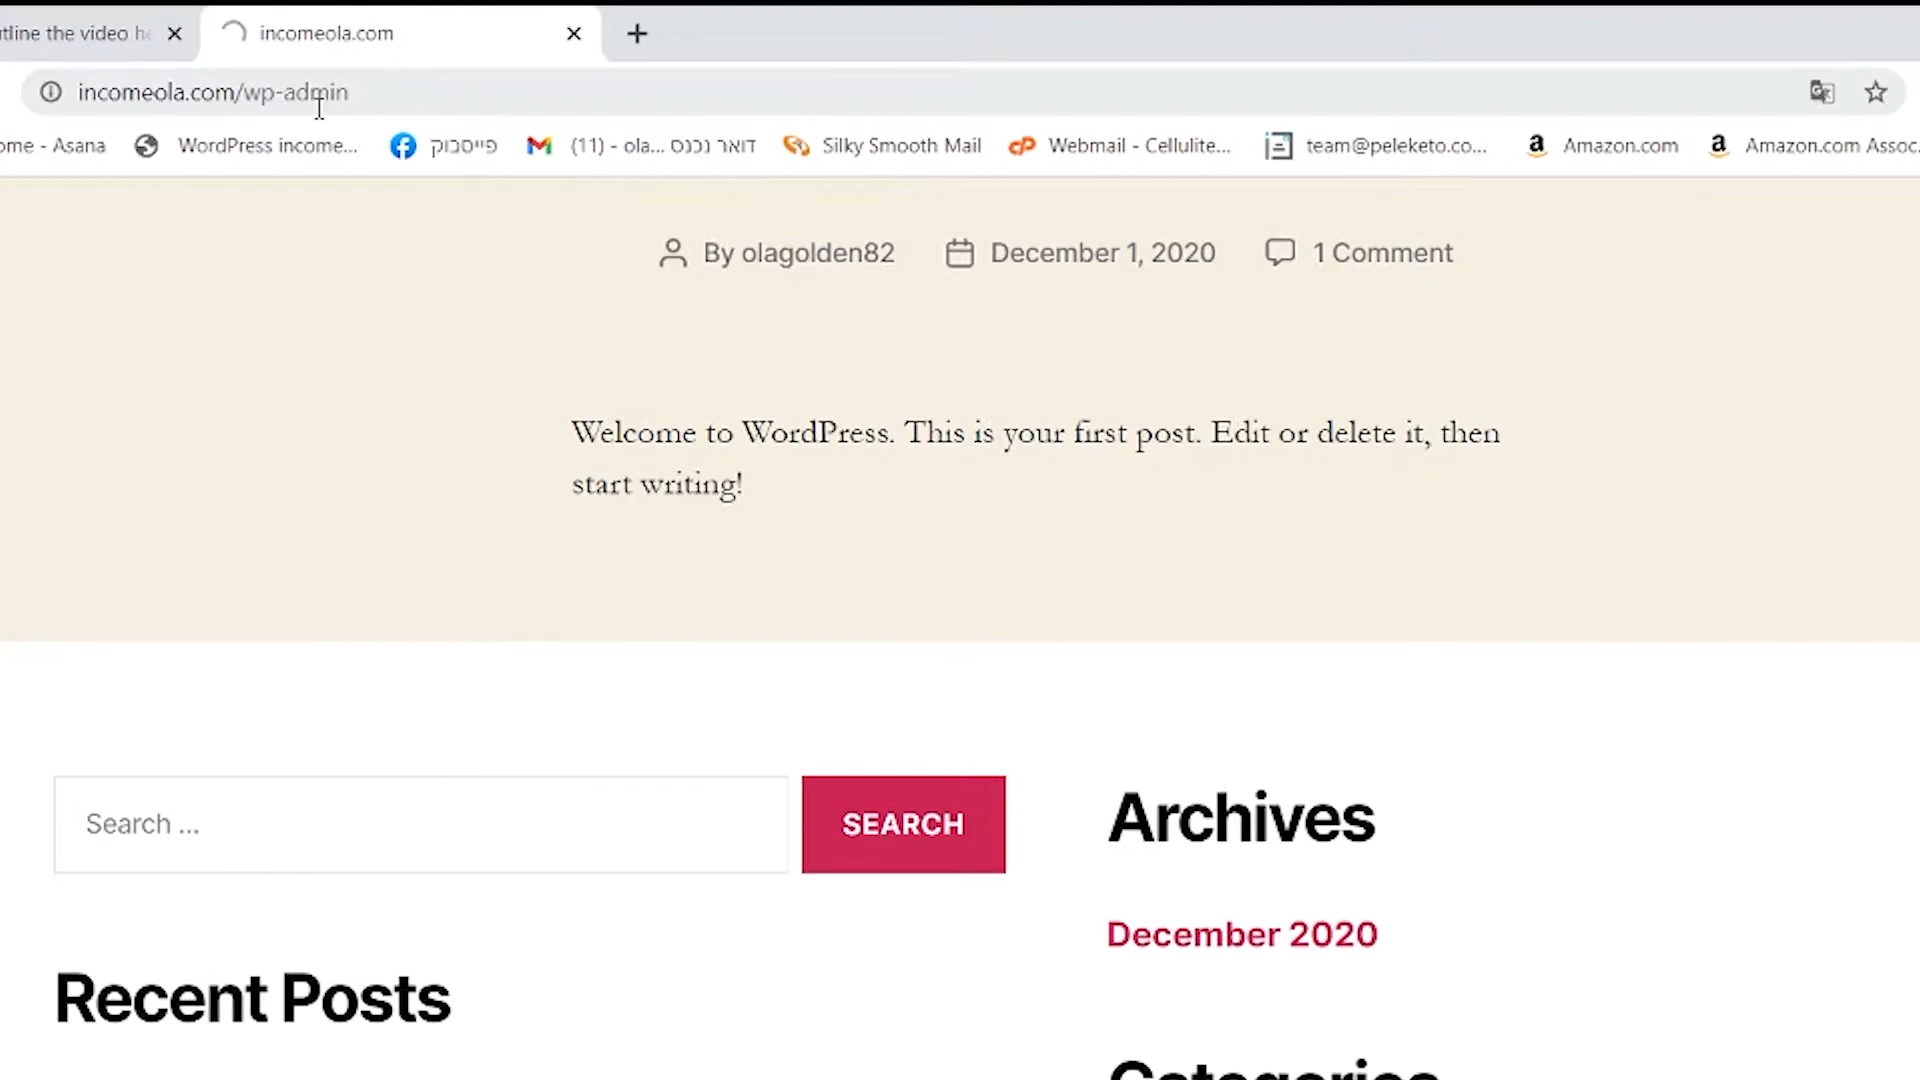 tline the video he
incomeola.com
incomeola.com/wp-admin
ome - Asana
WordPress income...
פייסבוק
(11) - ola... דואר נכנס
Silky Smooth Mail
Webmail - Cellulite...
team@peleketo.co...
Amazon.com
Amazon.com Assoc.
By olagolden82
December 1, 2020
1 Comment
Welcome to WordPress. This is your first post. Edit or delete it, then
start writing!
Search ...
SEARCH
Archives
December 2020
Recent Posts
Categories